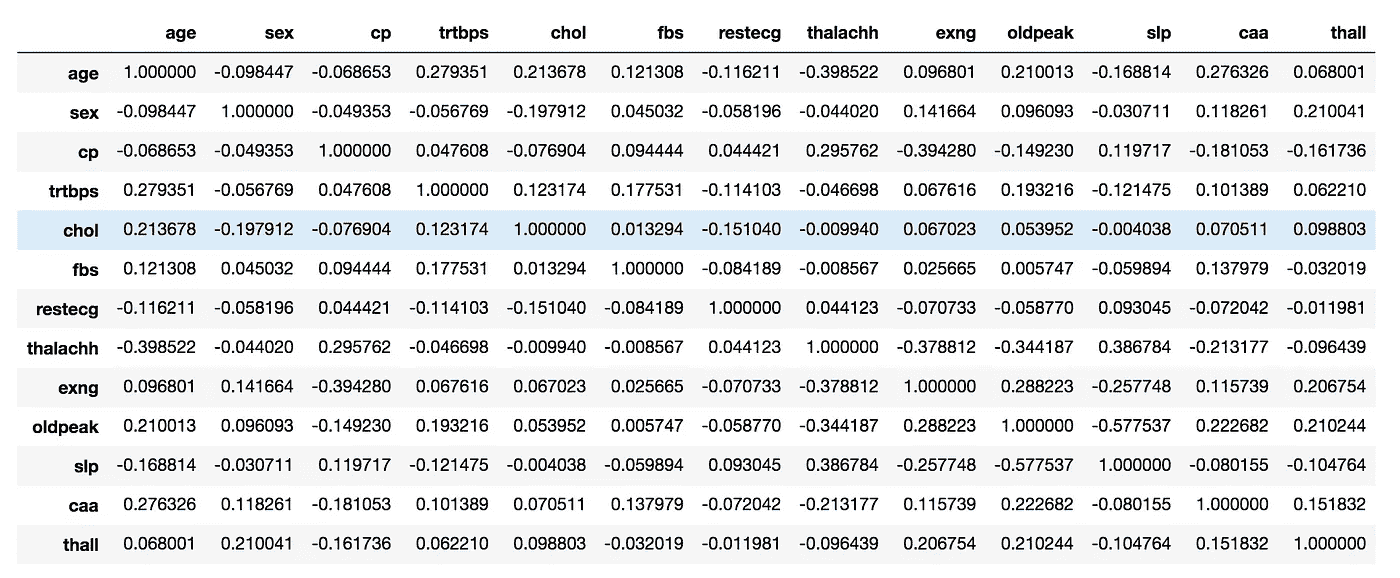 age sex cp trtbps chol fbs restecg thalachh exng oldpeak slp caa thall
age 1.000000 -0.098447 -0.068653 0.279351 0.213678 0.121308 -0.116211 -0.398522 0.096801 0.210013 -0.168814 0.276326 0.068001
sex -0.098447 1.000000 -0.049353 -0.056769 -0.197912 0.045032 -0.058196 -0.044020 0.141664 0.096093 -0.030711 0.118261 0.210041
cp -0.068653 -0.049353 1.000000 0.047608 -0.076904 0.094444 0.044421 0.295762 -0.394280 -0.149230 0.119717 -0.181053 -0.161736
trtbps 0.279351 -0.056769 0.047608 1.000000 0.123174 0.177531 -0.114103 -0.046698 0.067616 0.193216 -0.121475 0.101389 0.062210
chol 0.213678 -0.197912 -0.076904 0.123174 1.000000 0.013294 -0.151040 -0.009940 0.067023 0.053952 -0.004038 0.070511 0.098803
fbs 0.121308 0.045032 0.094444 0.177531 0.013294 1.000000 -0.084189 -0.008567 0.025665 0.005747 -0.059894 0.137979 -0.032019
restecg -0.116211 -0.058196 0.044421 -0.114103 -0.151040 -0.084189 1.000000 0.044123 -0.070733 -0.058770 0.093045 -0.072042 -0.011981
thalachh -0.398522 -0.044020 0.295762 -0.046698 -0.009940 -0.008567 0.044123 1.000000 -0.378812 -0.344187 0.386784 -0.213177 -0.096439
exng 0.096801 0.141664 -0.394280 0.067616 0.067023 0.025665 -0.070733 -0.378812 1.000000 0.288223 -0.257748 0.115739 0.206754
oldpeak 0.210013 0.096093 -0.149230 0.193216 0.053952 0.005747 -0.058770 -0.344187 0.288223 1.000000 -0.577537 0.222682 0.210244
slp -0.168814 -0.030711 0.119717 -0.121475 -0.004038 -0.059894 0.093045 0.386784 -0.257748 -0.577537 1.000000 -0.080155 -0.104764
caa 0.276326 0.118261 -0.181053 0.101389 0.070511 0.137979 -0.072042 -0.213177 0.115739 0.222682 -0.080155 1.000000 0.151832
thall 0.068001 0.210041 -0.161736 0.062210 0.098803 -0.032019 -0.011981 -0.096439 0.206754 0.210244 -0.104764 0.151832 1.000000